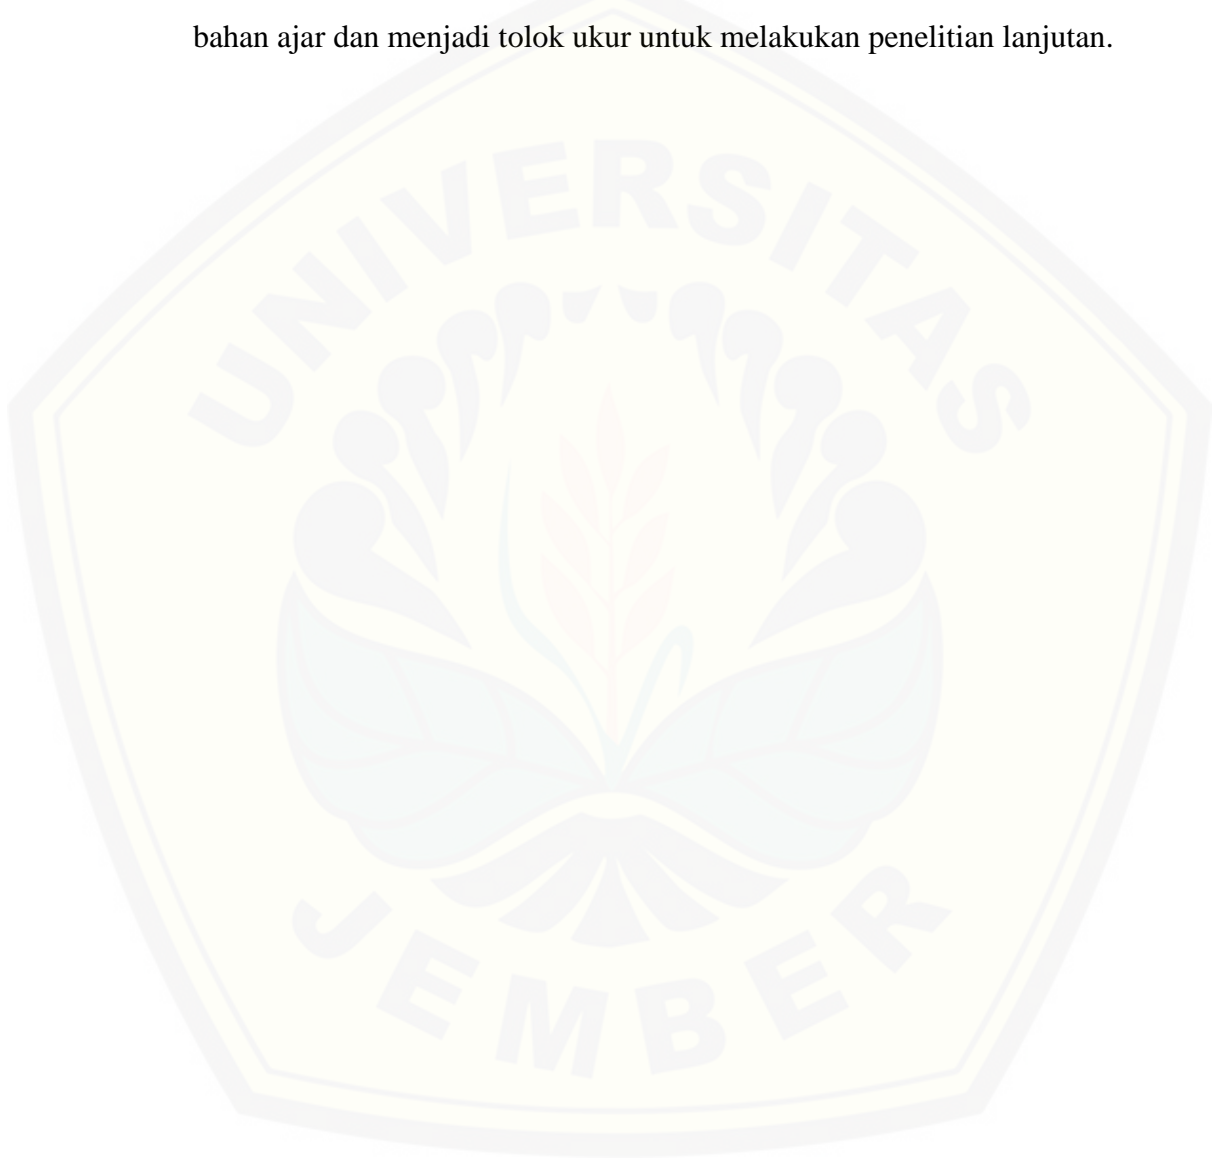 bahan ajar dan menjadi tolok ukur untuk melakukan penelitian lanjutan.
UNIVERSITAS
JEMBER